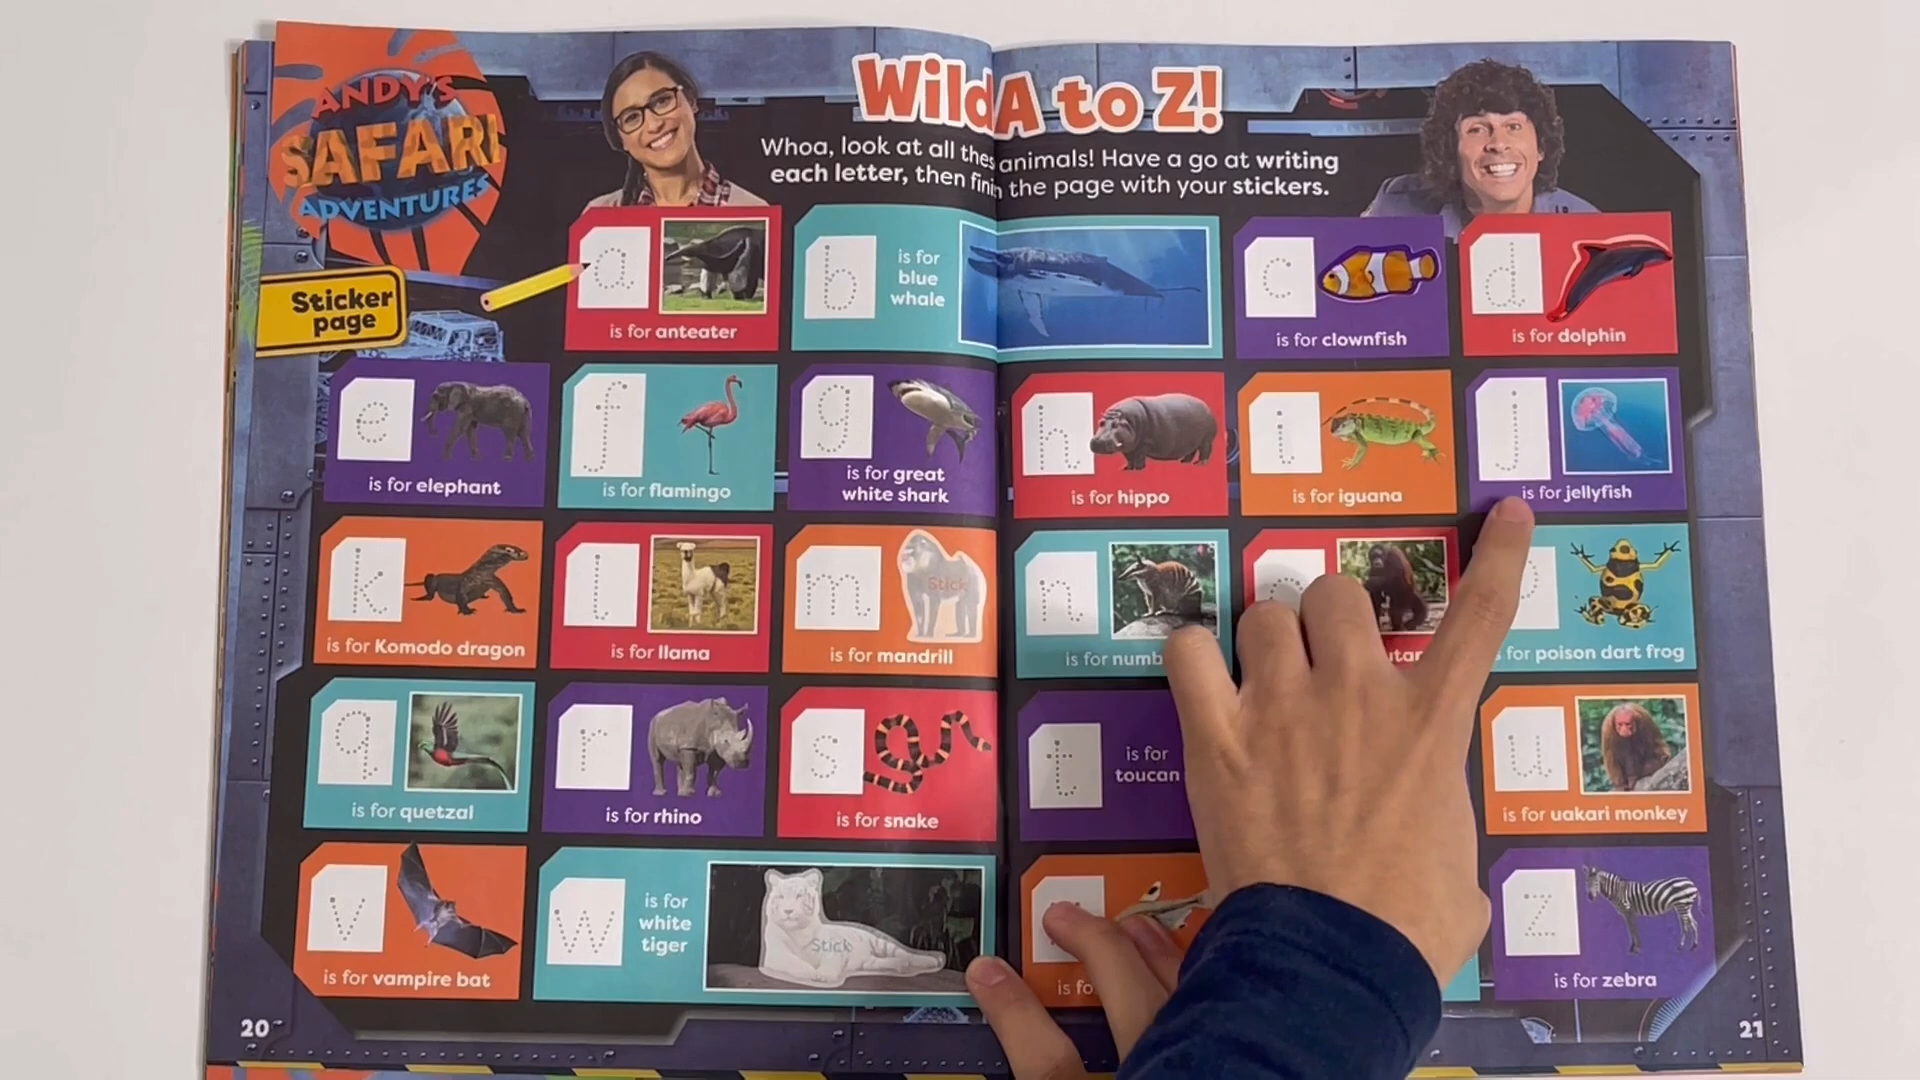 ANDY'S
SAFARI
ADVENTURES
Wild A to Z!
Whoa, look at all these animals! Have a go at writing
each letter, then finish the page with your stickers.
Sticker
page
a
is for anteater
b
is for
blue
whale
c
is for clownfish
d
is for dolphin
e
is for elephant
f
is for flamingo
g
is for great
white shark
h
is for hippo
i
is for iguana
j
is for jellyfish
k
is for Komodo dragon
l
is for llama
m
Stick
is for mandrill
n
is for numb
utan
for poison dart frog
q
is for quetzal
r
is for rhino
s
is for snake
t
is for
toucan
u
is for uakari monkey
v
is for vampire bat
w
is for
white
tiger
Stick
is fo
z
is for zebra
20
21